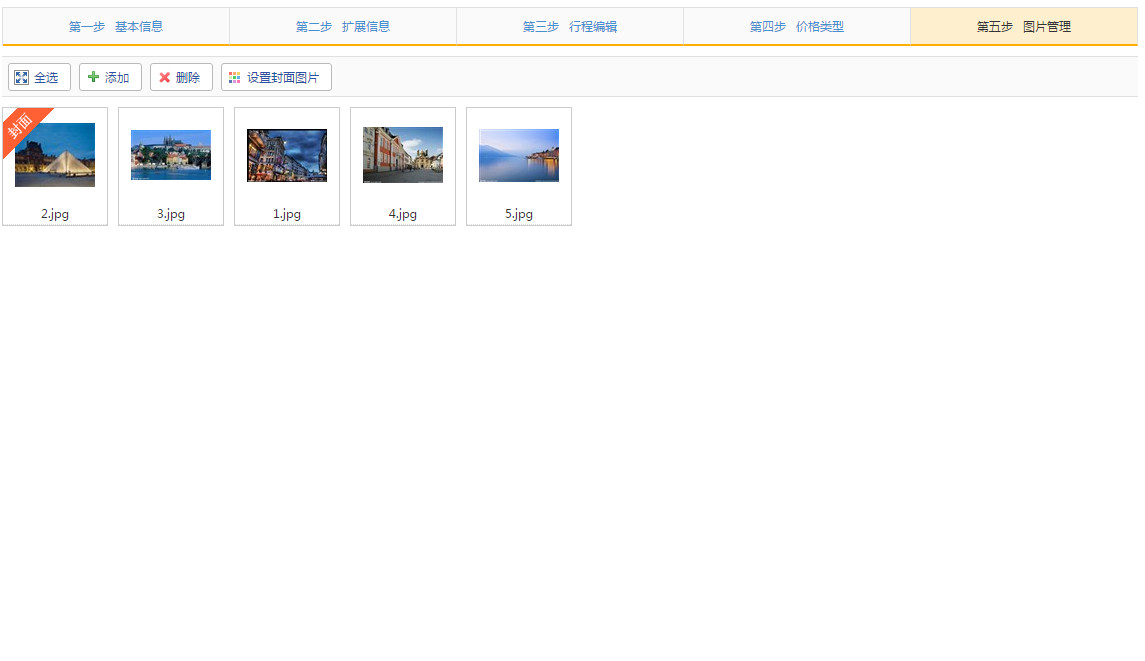 第一步 基本信息
第二步 扩展信息
第三步 行程编辑
第四步 价格类型
第五步 图片管理
全选
添加
删除
设置封面图片
封面
2.jpg
3.jpg
1.jpg
4.jpg
5.jpg